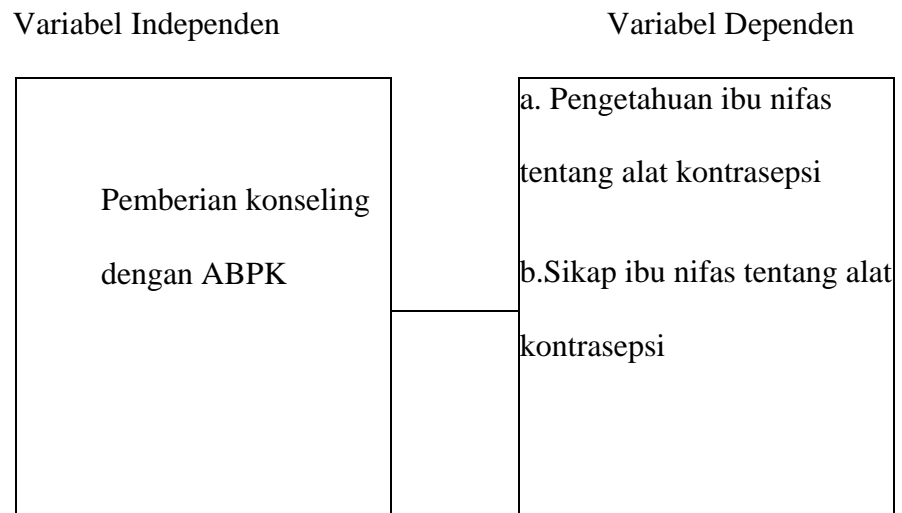 Variabel Independen
Variabel Dependen
Pemberian konseling
dengan ABPK
a. Pengetahuan ibu nifas
tentang alat kontrasepsi
b.Sikap ibu nifas tentang alat
kontrasepsi